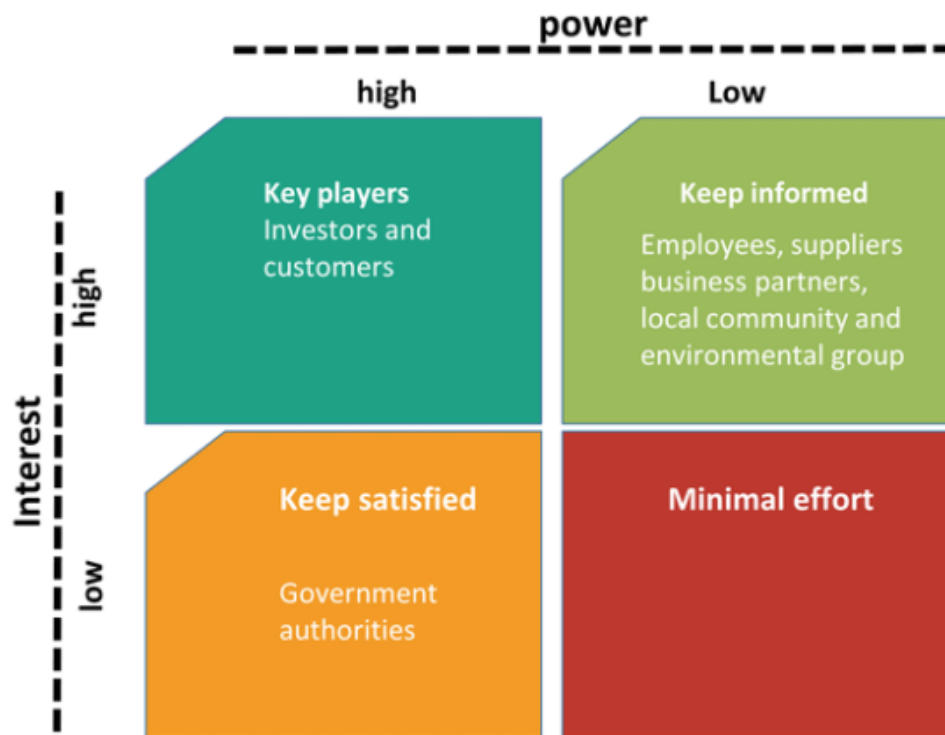 power
high
Low
Interest
high
low
Key players
Investors and
customers
Keep informed
Employees, suppliers
business partners,
local community and
environmental group
Keep satisfied
Government
authorities
Minimal effort